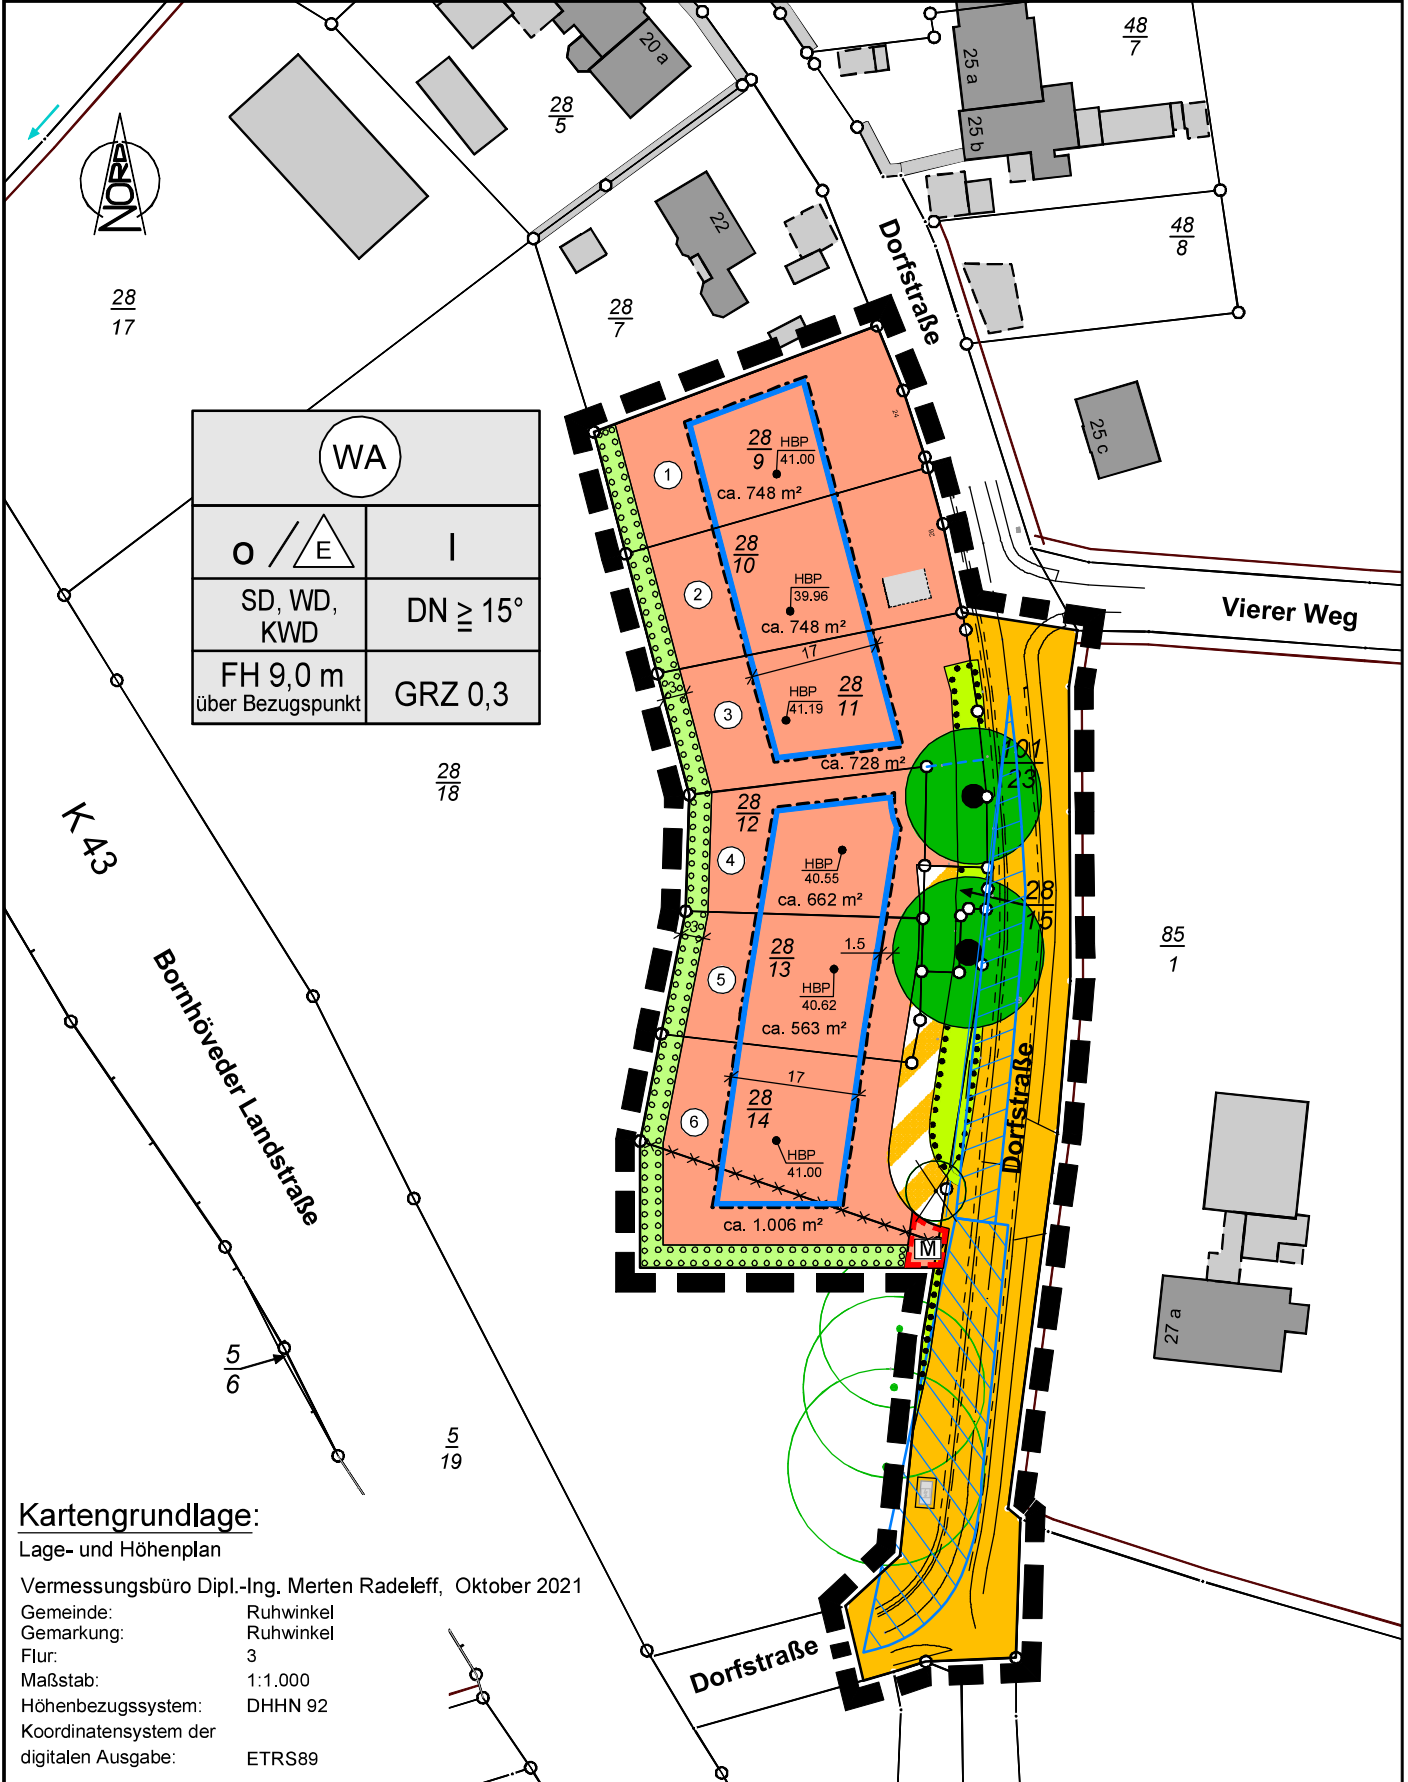 20 a
48
7
25 a
28
5
25 b
NORD
22
48
8
Dorfstraße
28
17
28
7
24
25 c
WA
28
9
HBP
41.00
1
ca. 748 m²
o / E
I
28
10
SD, WD,
KWD
DN ≧ 15°
2
HBP
39.96
ca. 748 m²
Vierer Weg
17
FH 9,0 m
über Bezugspunkt
GRZ 0,3
3
HBP
41.19
28
11
3
ca. 728 m²
101
23
28
18
28
12
K 43
4
HBP
40.55
ca. 662 m²
28
15
3
28
13
1.5
85
1
5
HBP
40.62
ca. 563 m²
Bornhöveder Landstraße
Dorfstraße
17
28
14
6
HBP
41.00
ca. 1.006 m²
M
27 a
5
6
5
19
Kartengrundlage:
Lage- und Höhenplan
Vermessungsbüro Dipl.-Ing. Merten Radeleff, Oktober 2021
Gemeinde: Ruhwinkel
Gemarkung: Ruhwinkel
Flur: 3
Maßstab: 1:1.000
Höhenbezugssystem: DHHN 92
Koordinatensystem der
digitalen Ausgabe: ETRS89
Dorfstraße